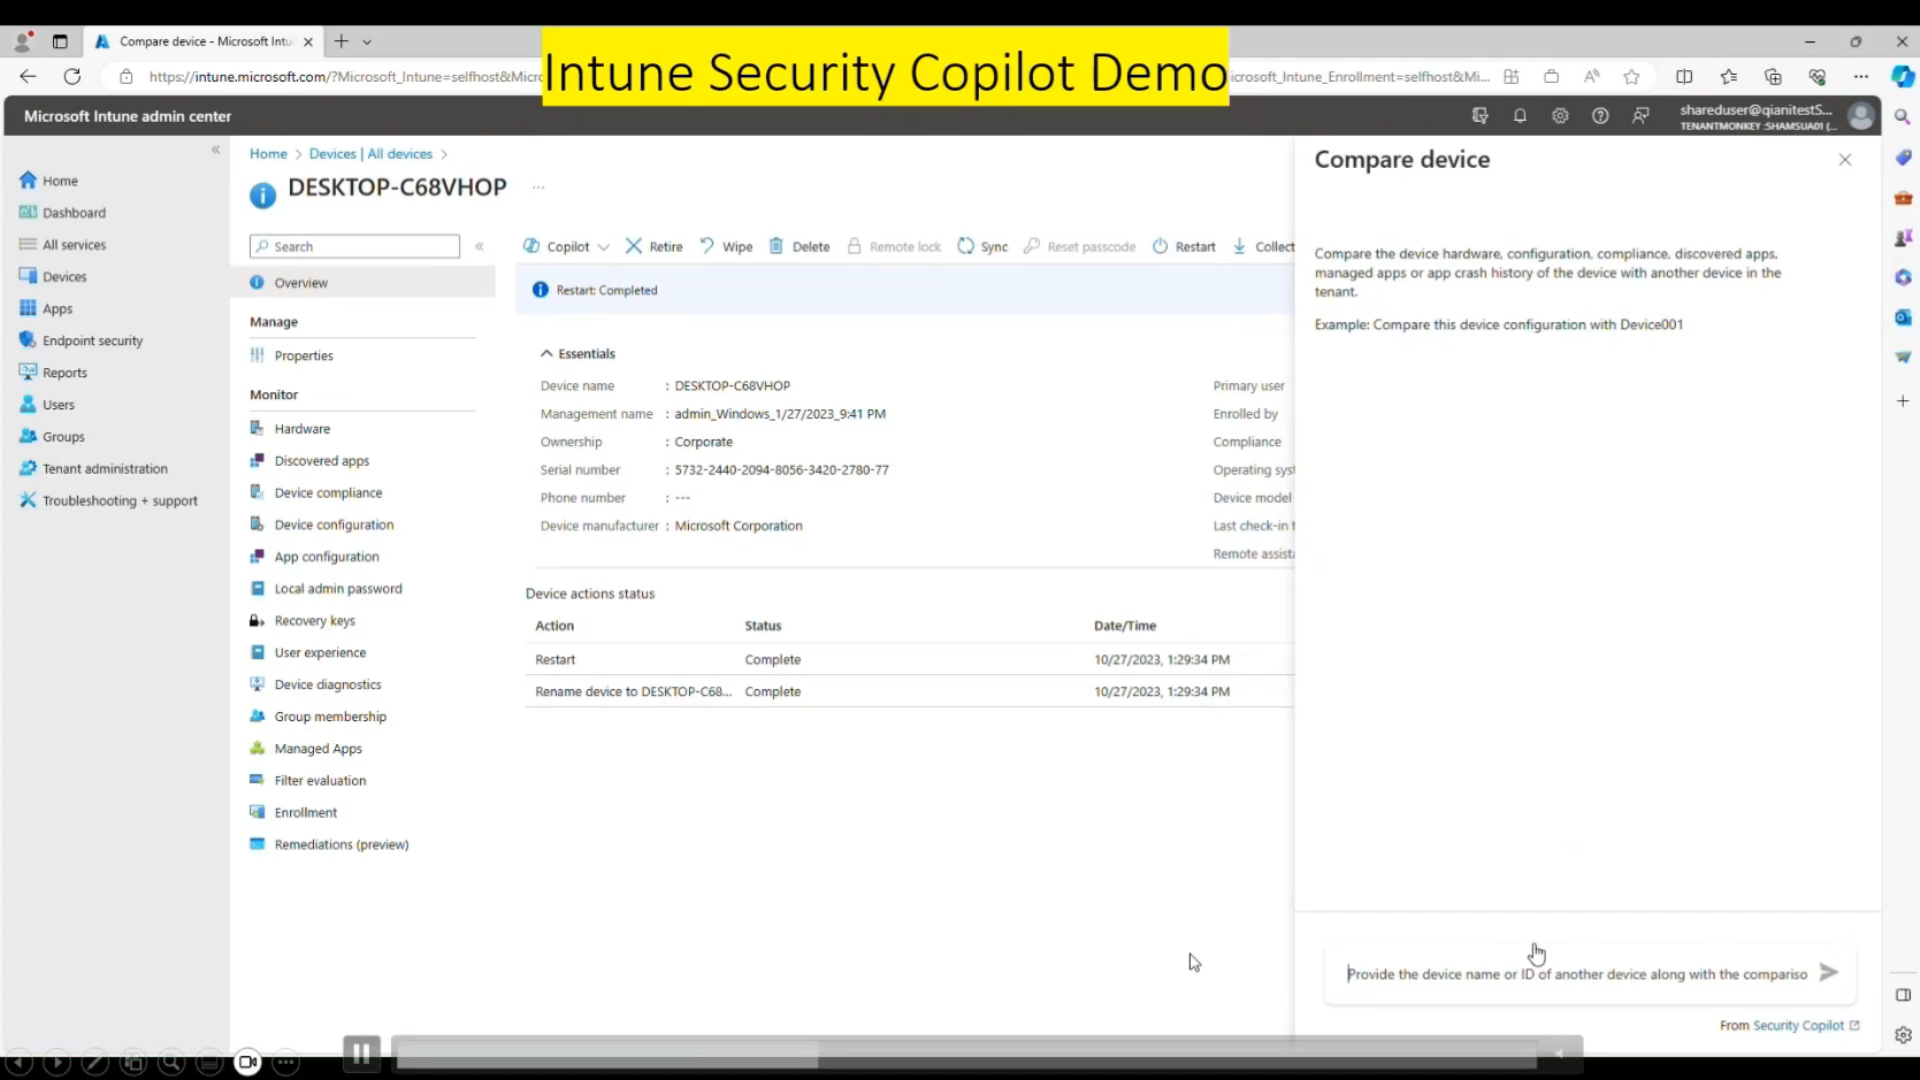 Compare device - Microsoft Intu
Intune Security Copilot Demo
https://intune.microsoft.com/?Microsoft_Intune=selfhost&Micro
icrosoft_Intune_Enrollment=selfhost&Mi...
Microsoft Intune admin center
shareduser@qianitestS...
TENANTMONKEY :SHAMSUA01 (...
Home
Dashboard
All services
Devices
Apps
Endpoint security
Reports
Users
Groups
Tenant administration
Troubleshooting + support
Home > Devices | All devices >
DESKTOP-C68VHOP ...
Search
Overview
Manage
Properties
Monitor
Hardware
Discovered apps
Device compliance
Device configuration
App configuration
Local admin password
Recovery keys
User experience
Device diagnostics
Group membership
Managed Apps
Filter evaluation
Enrollment
Remediations (preview)
Copilot Retire Wipe Delete Remote lock Sync Reset passcode Restart Collect
Restart: Completed
Essentials
Device name : DESKTOP-C68VHOP
Management name : admin_Windows_1/27/2023_9:41 PM
Ownership : Corporate
Serial number : 5732-2440-2094-8056-3420-2780-77
Phone number : ---
Device manufacturer : Microsoft Corporation
Primary user
Enrolled by
Compliance
Operating syst
Device model
Last check-in t
Remote assista
Device actions status
Action Status Date/Time
Restart Complete 10/27/2023, 1:29:34 PM
Rename device to DESKTOP-C68... Complete 10/27/2023, 1:29:34 PM
Compare device
Compare the device hardware, configuration, compliance, discovered apps,
managed apps or app crash history of the device with another device in the
tenant.
Example: Compare this device configuration with Device001
Provide the device name or ID of another device along with the compariso
From Security Copilot